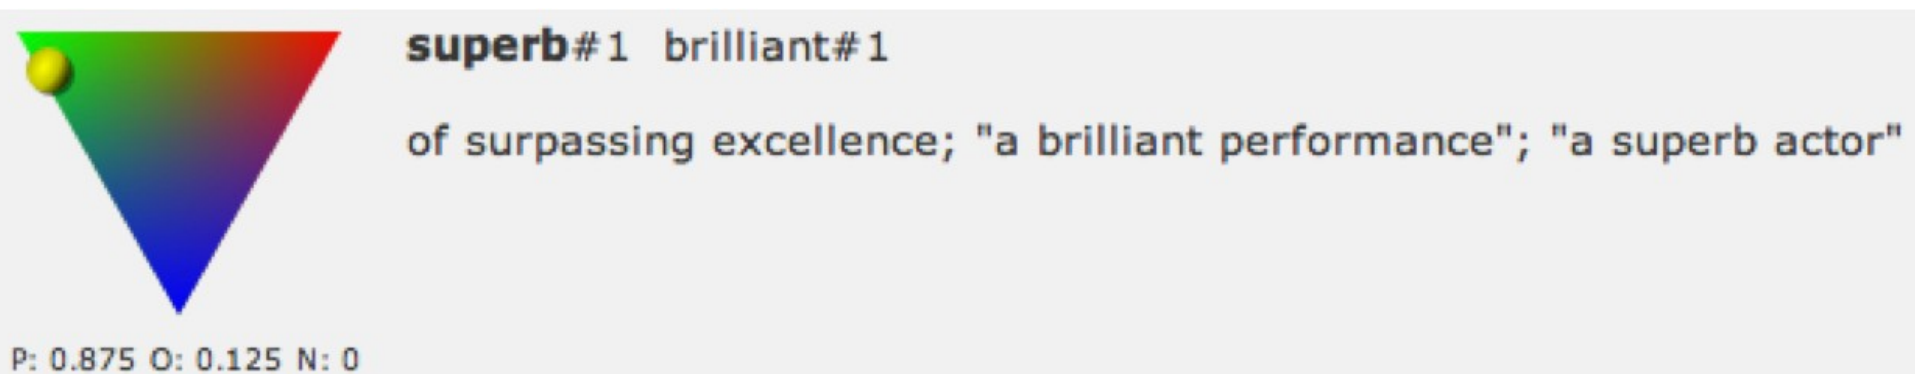 superb#1 brilliant#1
of surpassing excellence; "a brilliant performance"; "a superb actor"
P: 0.875 O: 0.125 N: 0